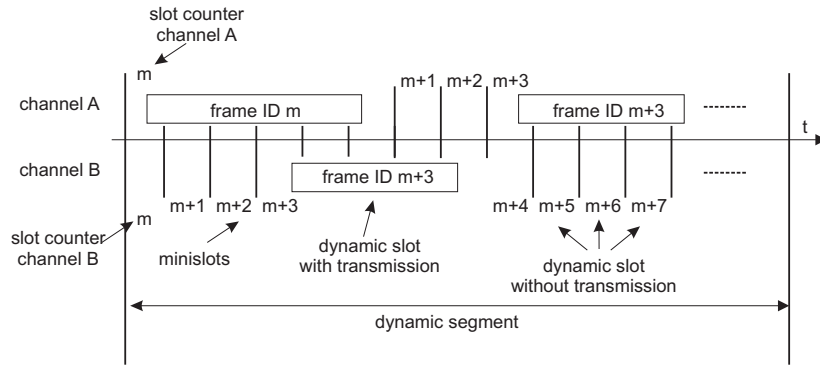 slot counter
channel A
m
m+1 m+2 m+3
channel A
frame ID m
frame ID m+3
t
channel B
frame ID m+3
m
m+1 m+2 m+3
m+4 m+5 m+6 m+7
slot counter
channel B
minislots
dynamic slot
with transmission
dynamic slot
without transmission
dynamic segment